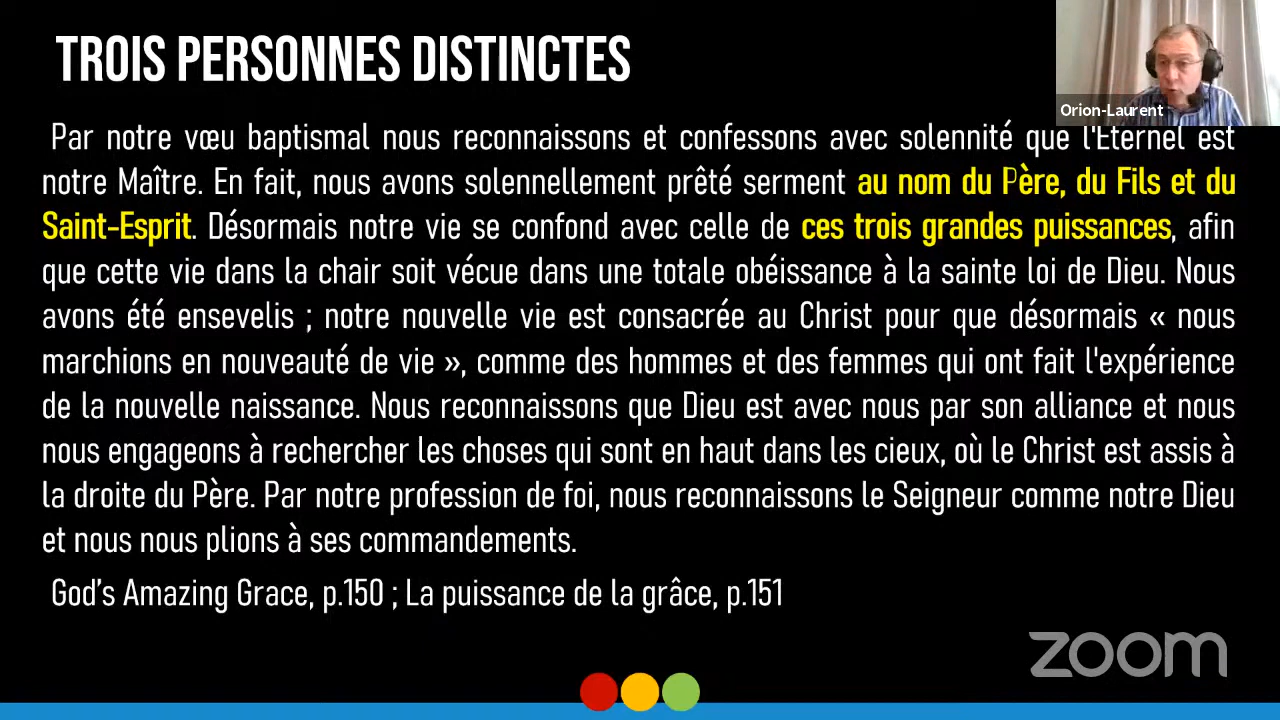 TROIS PERSONNES DISTINCTES
Orion-Laurent
Par notre vœu baptismal nous reconnaissons et confessons avec solennité que l'Eternel est
notre Maître. En fait, nous avons solennellement prêté serment au nom du Père, du Fils et du
Saint-Esprit. Désormais notre vie se confond avec celle de ces trois grandes puissances, afin
que cette vie dans la chair soit vécue dans une totale obéissance à la sainte loi de Dieu. Nous
avons été ensevelis ; notre nouvelle vie est consacrée au Christ pour que désormais « nous
marchions en nouveauté de vie », comme des hommes et des femmes qui ont fait l'expérience
de la nouvelle naissance. Nous reconnaissons que Dieu est avec nous par son alliance et nous
nous engageons à rechercher les choses qui sont en haut dans les cieux, où le Christ est assis à
la droite du Père. Par notre profession de foi, nous reconnaissons le Seigneur comme notre Dieu
et nous nous plions à ses commandements.
God’s Amazing Grace, p.150 ; La puissance de la grâce, p.151
zoom